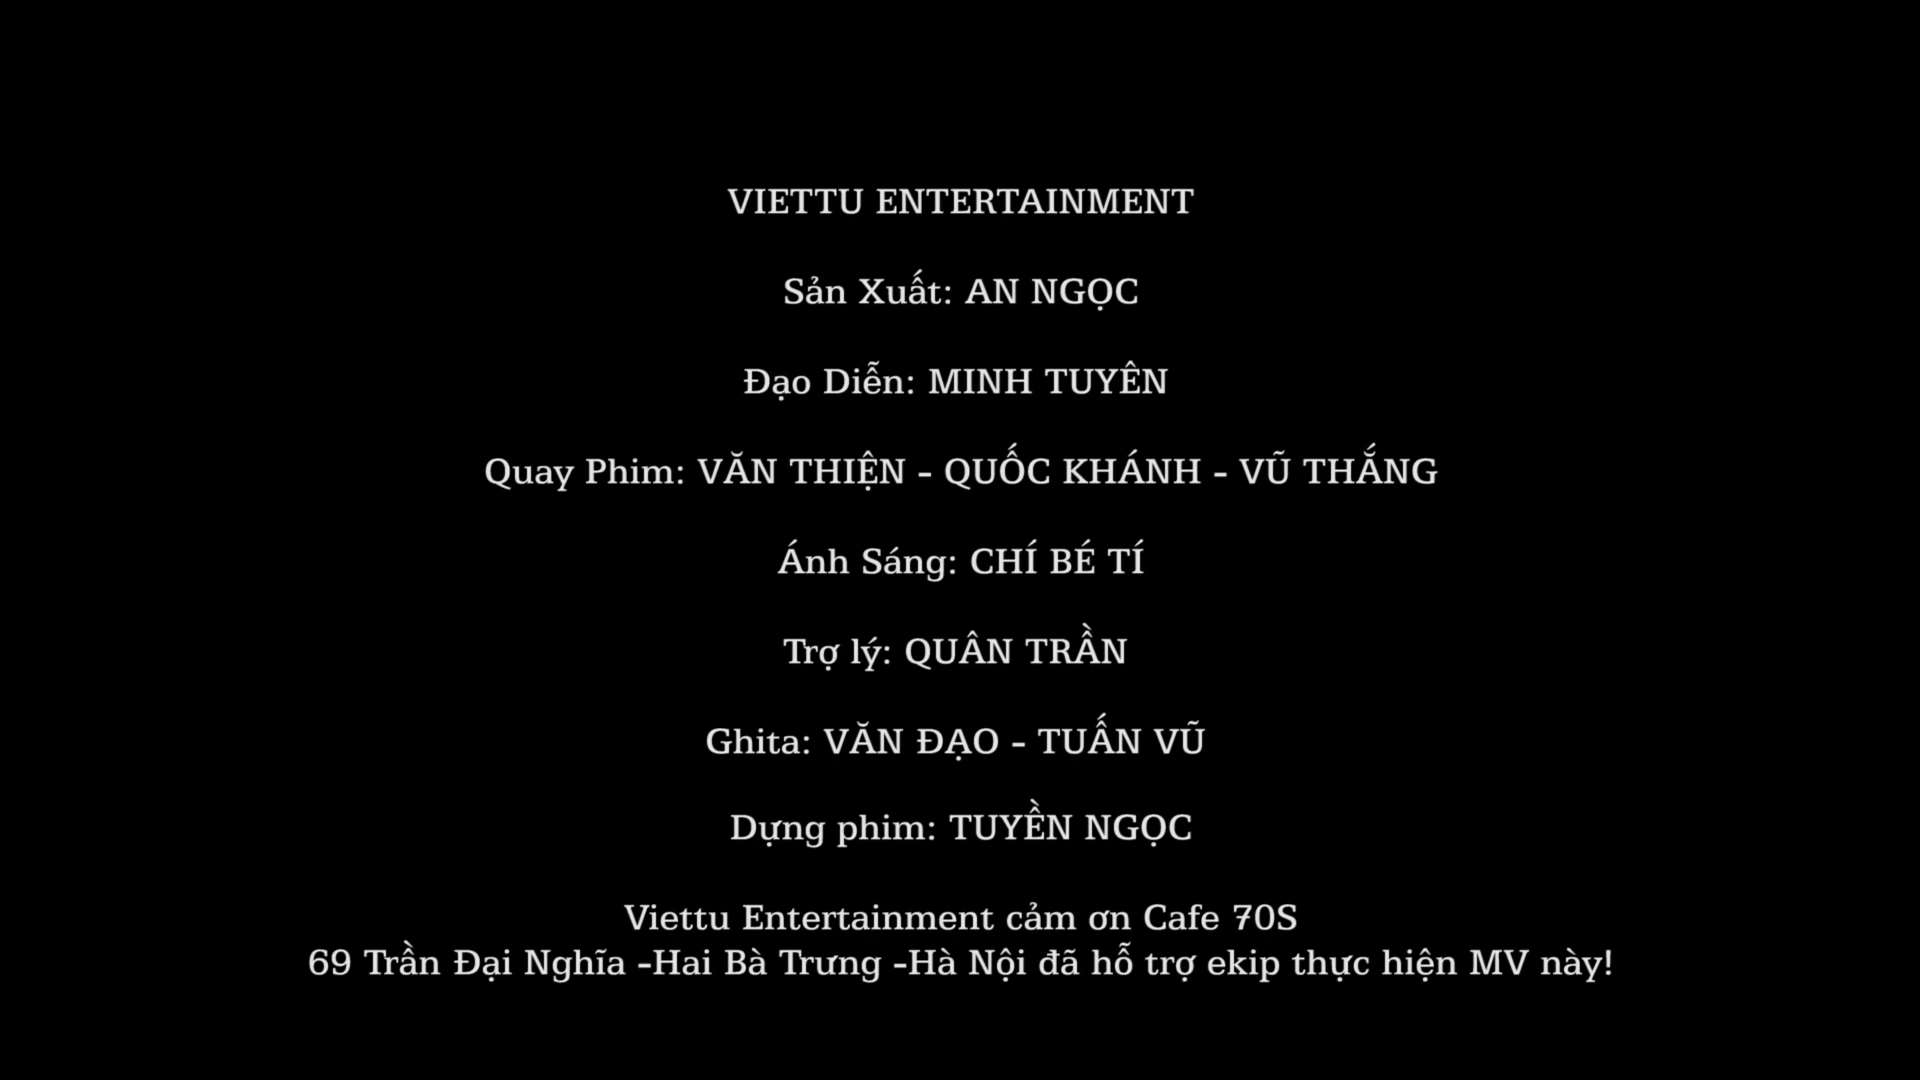 VIETTU ENTERTAINMENT
Sản Xuất: AN NGỌC
Đạo Diễn: MINH TUYÊN
Quay Phim: VĂN THIỆN - QUỐC KHÁNH - VŨ THẮNG
Ánh Sáng: CHÍ BÉ TÍ
Trợ lý: QUÂN TRẦN
Ghita: VĂN ĐẠO - TUẤN VŨ
Dựng phim: TUYỀN NGỌC
Viettu Entertainment cảm ơn Cafe 70S
69 Trần Đại Nghĩa -Hai Bà Trưng -Hà Nội đã hỗ trợ ekip thực hiện MV này!